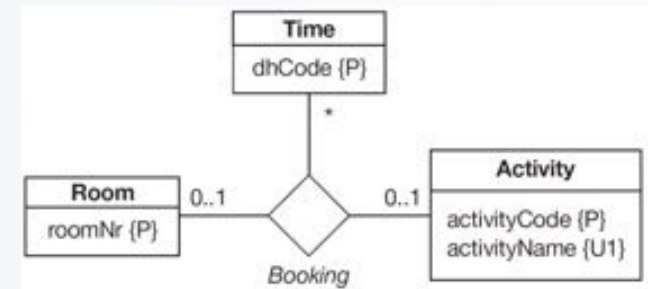 Time
dhCode {P}
*
Room
roomNr {P}
0..1
0..1
Activity
activityCode {P}
activityName {U1}
Booking